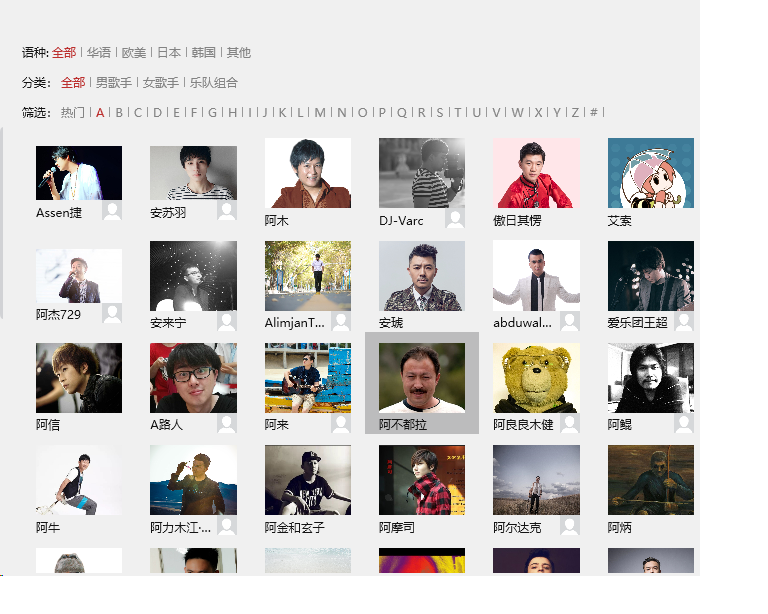 语种: 全部 | 华语 | 欧美 | 日本 | 韩国 | 其他
分类: 全部 | 男歌手 | 女歌手 | 乐队组合
筛选: 热门 | A | B | C | D | E | F | G | H | I | J | K | L | M | N | O | P | Q | R | S | T | U | V | W | X | Y | Z | # |
Assen捷 安苏羽 阿木 DJ-Varc 傲日其愣 艾索
阿杰729 安来宁 AlimjanT... 安琥 abduwal... 爱乐团王超
阿信 A路人 阿来 阿不都拉 阿良良木健 阿鲲
阿牛 阿力木江·... 阿金和玄子 阿摩司 阿尔达克 阿炳